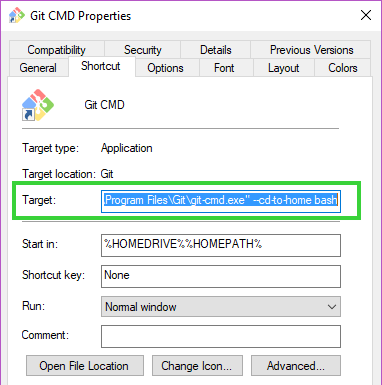 Git CMD Properties
Compatibility Security Details Previous Versions
General Shortcut Options Font Layout Colors
Git CMD
Target type: Application
Target location: Git
Target: Program Files\Git\git-cmd.exe" --cd-to-home bash
Start in: %HOMEDRIVE%%HOMEPATH%
Shortcut key: None
Run: Normal window
Comment:
Open File Location Change Icon... Advanced...